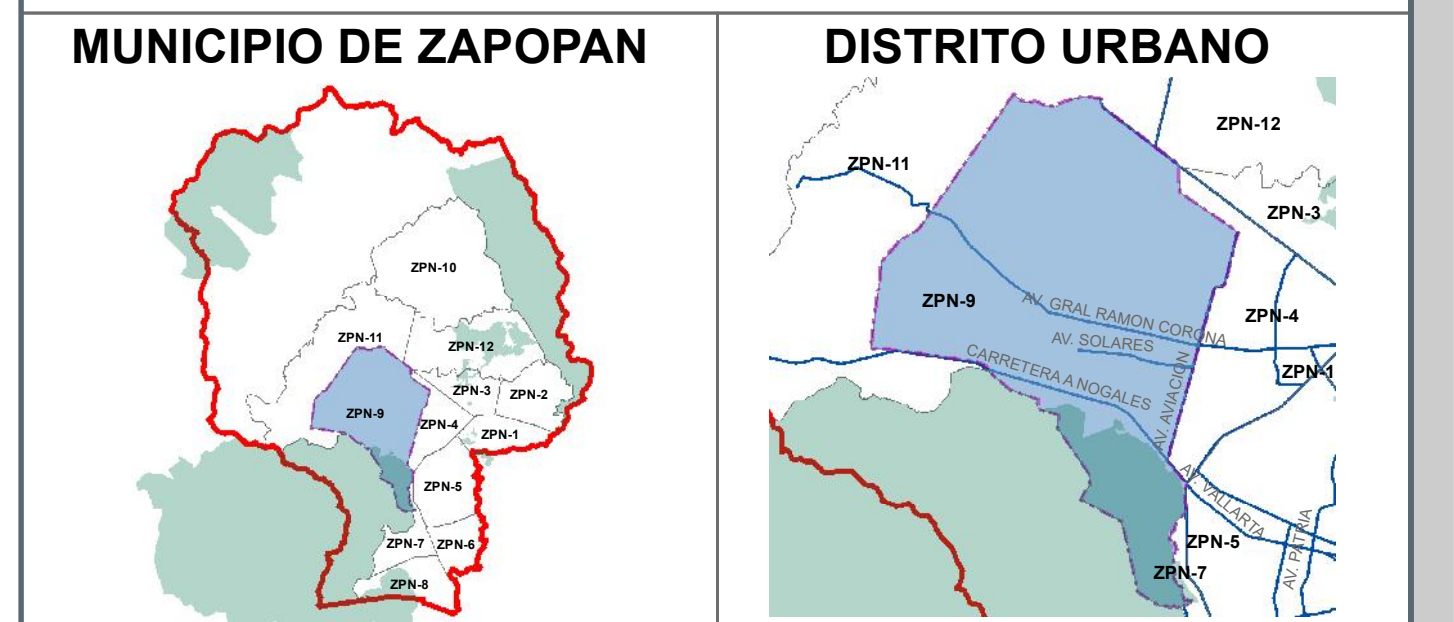 MUNICIPIO DE ZAPOPAN
ZPN-10
ZPN-11
ZPN-12
ZPN-3
ZPN-2
ZPN-9
ZPN-4
ZPN-1
ZPN-5
ZPN-7
ZPN-6
ZPN-8
DISTRITO URBANO
ZPN-12
ZPN-11
ZPN-3
ZPN-9
AV. GRAL RAMON CORONA
ZPN-4
AV. SOLARES
CARRETERA A NOGALES
ZPN-1
AV. AVIACION
AV. VALLARTA
AV. PATRIA
ZPN-5
ZPN-7